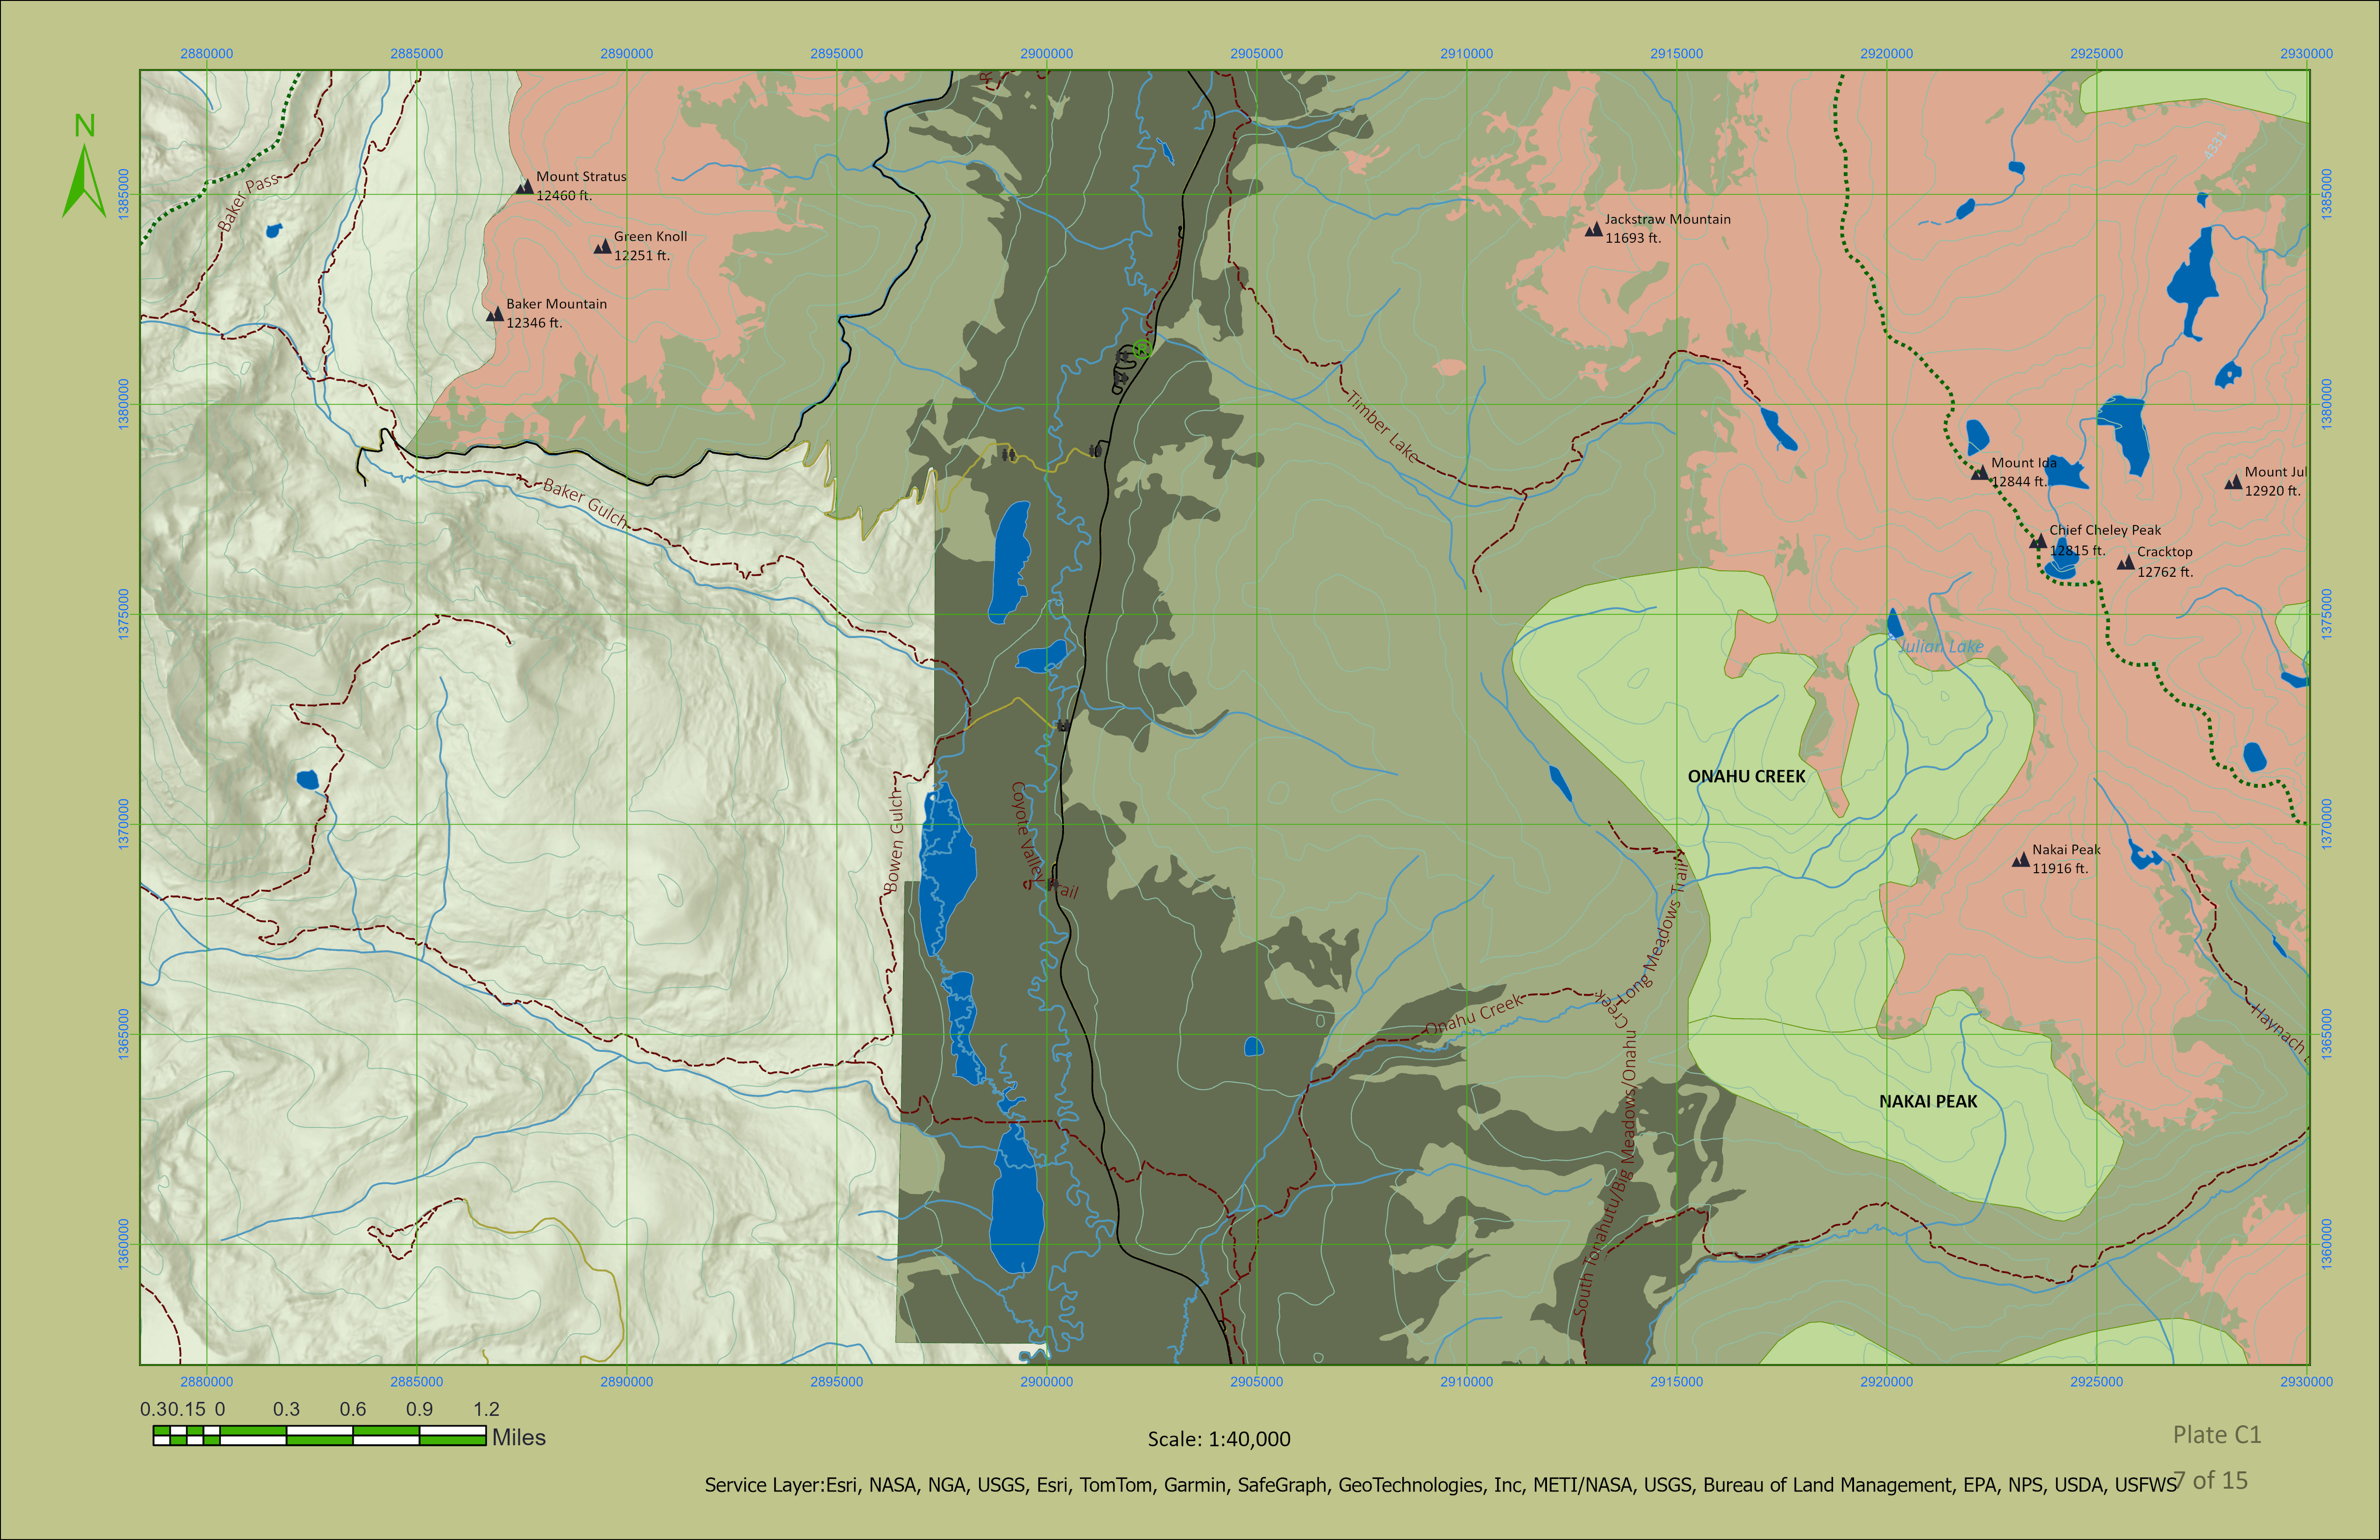 2880000 2885000 2890000 2895000 2900000 2905000 2910000 2915000 2920000 2925000 2930000
N
R
4331
1385000
1385000
Baker Pass
Mount Stratus
12460 ft.
Green Knoll
12251 ft.
Jackstraw Mountain
11693 ft.
Baker Mountain
12346 ft.
1380000
1380000
Timber Lake
Mount Ida
12844 ft.
Mount Jul
12920 ft.
Baker Gulch
Chief Cheley Peak
12815 ft.
Cracktop
12762 ft.
1375000
1375000
Julian Lake
ONAHU CREEK
Bowen Gulch
Coyote Valley Trail
1370000
1370000
Nakai Peak
11916 ft.
Long Meadows Trail
Onahu Creek
South Tonahutu/Big Meadows/Onahu
Creek
Haynach L
1365000
1365000
NAKAI PEAK
1360000
1360000
2880000 2885000 2890000 2895000 2900000 2905000 2910000 2915000 2920000 2925000 2930000
0.30.15 0 0.3 0.6 0.9 1.2
Miles
Scale: 1:40,000
Plate C1
Service Layer:Esri, NASA, NGA, USGS, Esri, TomTom, Garmin, SafeGraph, GeoTechnologies, Inc, METI/NASA, USGS, Bureau of Land Management, EPA, NPS, USDA, USFWS
7 of 15